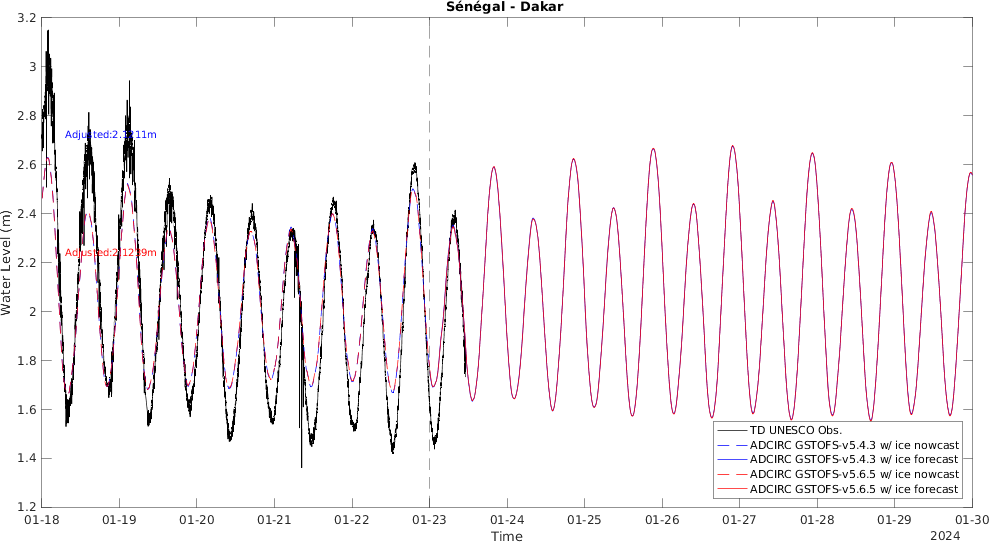 Sénégal - Dakar
3.2
3
2.8
2.6
2.4
2.2
2
1.8
1.6
1.4
1.2
Water Level (m)
TD UNESCO Obs.
ADCIRC GSTOFS-v5.4.3 w/ ice nowcast
ADCIRC GSTOFS-v5.4.3 w/ ice forecast
ADCIRC GSTOFS-v5.6.5 w/ ice nowcast
ADCIRC GSTOFS-v5.6.5 w/ ice forecast
01-18 01-19 01-20 01-21 01-22 01-23 01-24 01-25 01-26 01-27 01-28 01-29 01-30
Time
2024